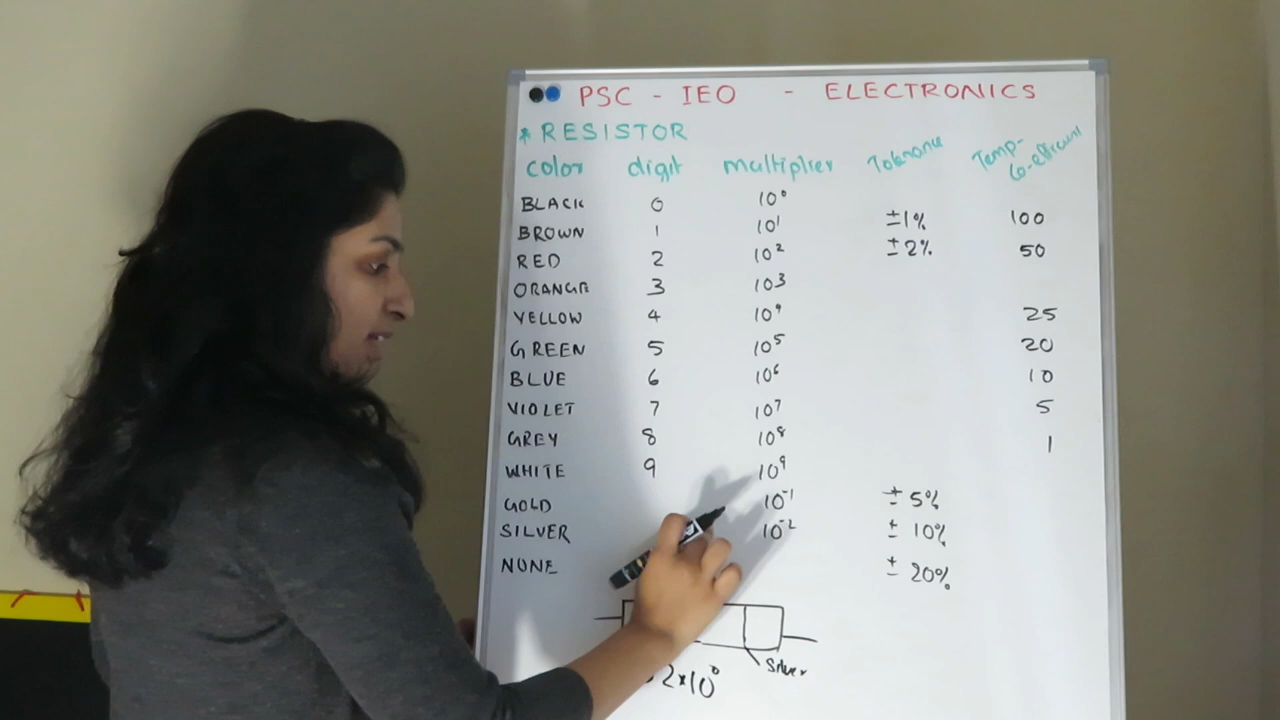 PSC - IEO - ELECTRONICS
* RESISTOR
color digit multiplier Tolerance Temp- Co-efficient
BLACK 0 10⁰
BROWN 1 10¹ ±1% 100
RED 2 10² ±2% 50
ORANGE 3 10³
YELLOW 4 10⁴ 25
GREEN 5 10⁵ 20
BLUE 6 10⁶ 10
VIOLET 7 10⁷ 5
GREY 8 10⁸ 1
WHITE 9 10⁹
GOLD 10⁻¹ ± 5%
SILVER 10⁻² ± 10%
NONE ± 20%
Silver
2×10⁰